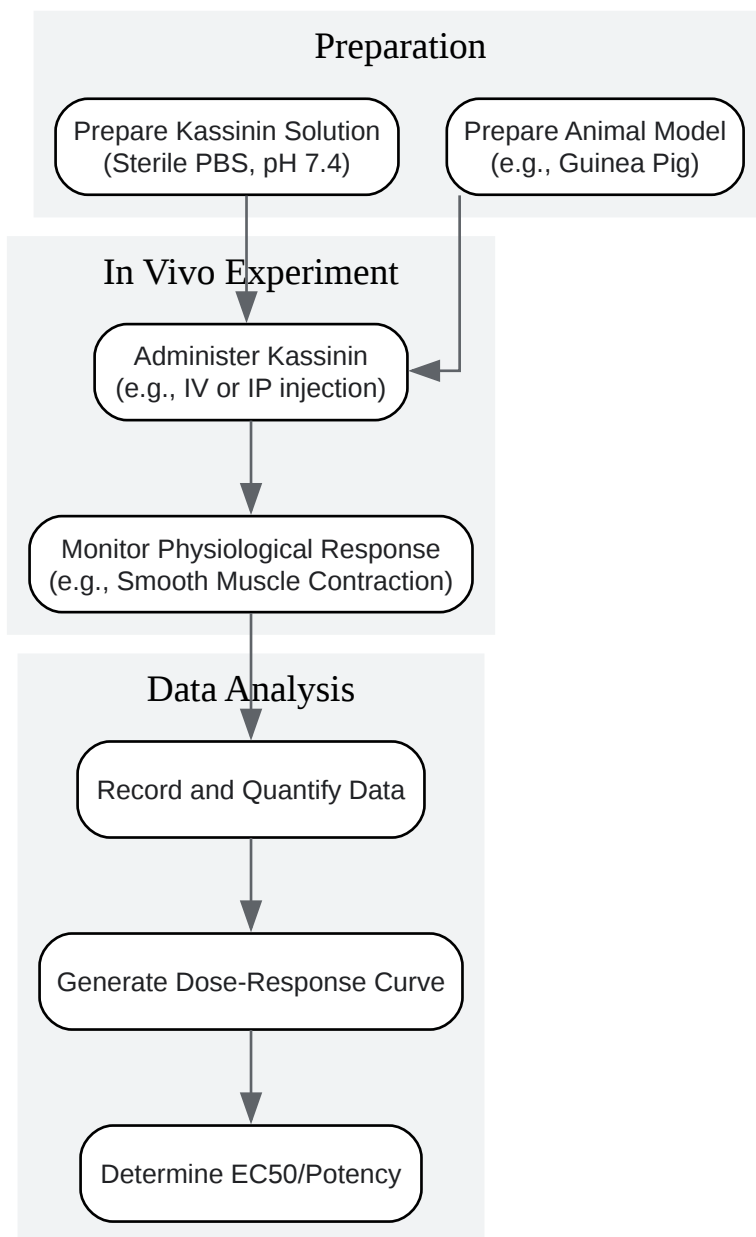 Preparation
Prepare Kassinin Solution
(Sterile PBS, pH 7.4)
Prepare Animal Model
(e.g., Guinea Pig)
In Vivo Experiment
Administer Kassinin
(e.g., IV or IP injection)
Monitor Physiological Response
(e.g., Smooth Muscle Contraction)
Data Analysis
Record and Quantify Data
Generate Dose-Response Curve
Determine EC50/Potency